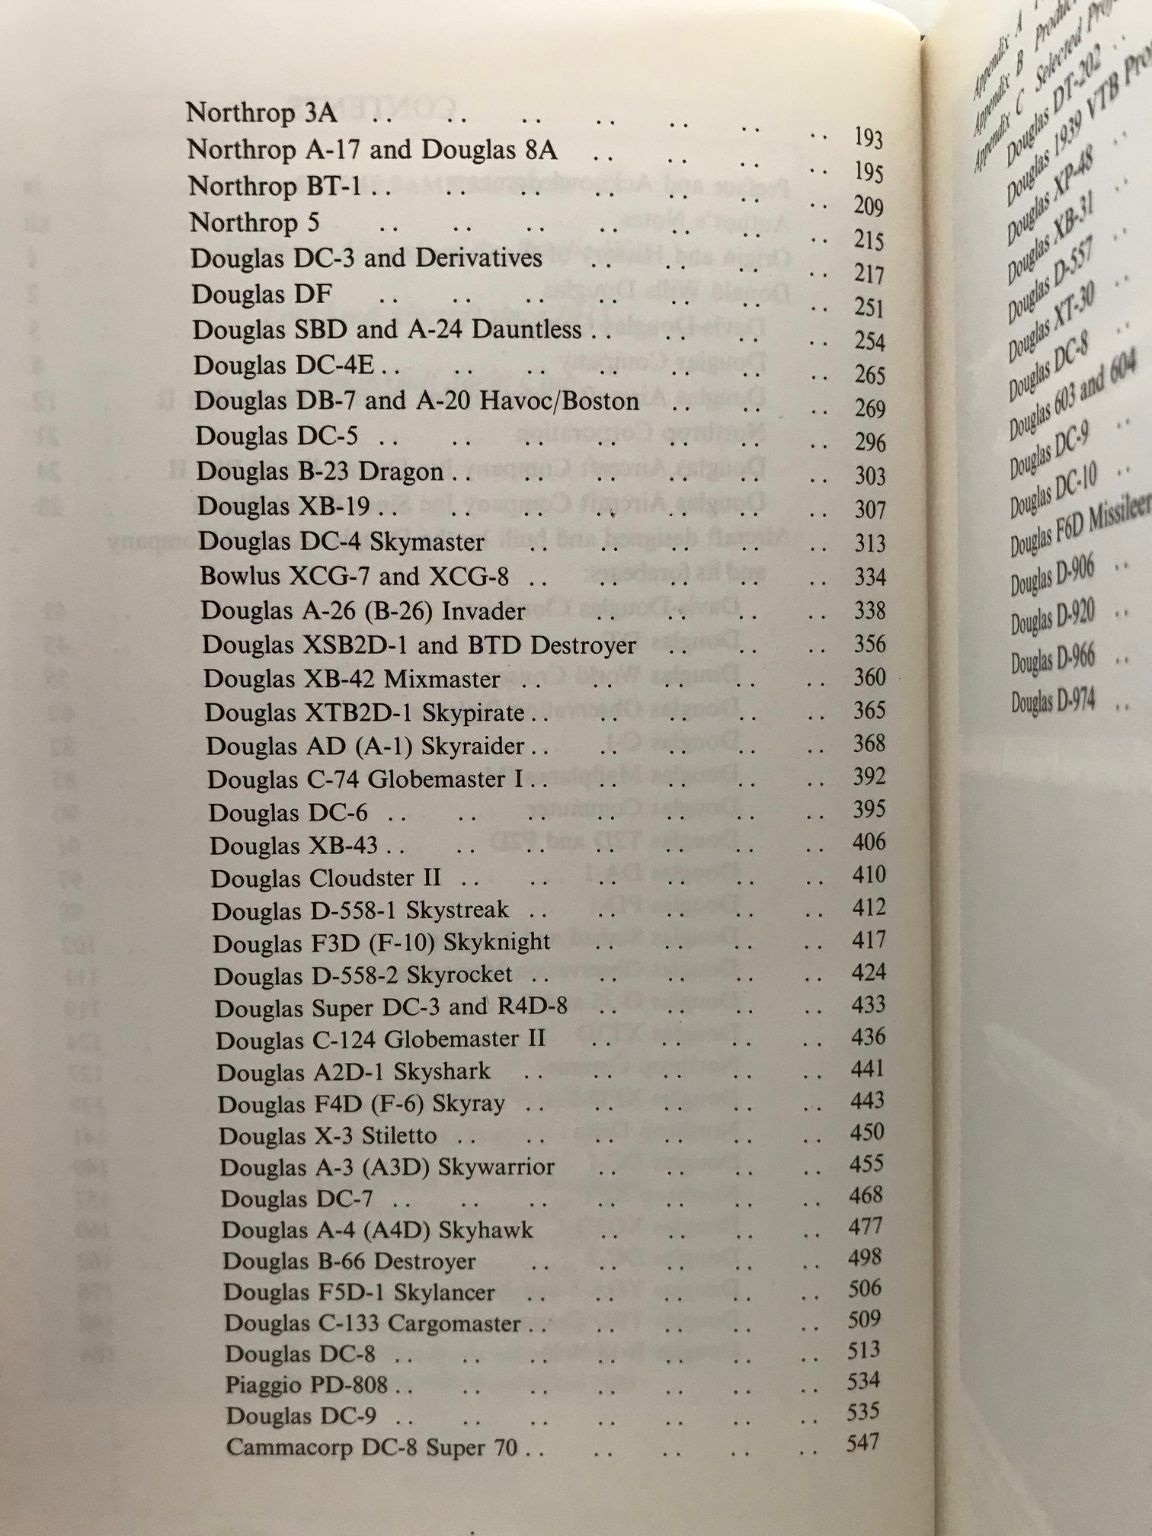 Northrop 3A .. .. .. .. .. .. .. 193
Northrop A-17 and Douglas 8A .. .. .. .. 195
Northrop BT-1 .. .. .. .. .. .. .. 209
Northrop 5 .. .. .. .. .. .. .. 215
Douglas DC-3 and Derivatives .. .. .. .. 217
Douglas DF .. .. .. .. .. .. .. 251
Douglas SBD and A-24 Dauntless .. .. .. .. 254
Douglas DC-4E .. .. .. .. .. .. .. 265
Douglas DB-7 and A-20 Havoc/Boston .. .. .. 269
Douglas DC-5 .. .. .. .. .. .. .. 296
Douglas B-23 Dragon .. .. .. .. .. .. 303
Douglas XB-19 .. .. .. .. .. .. .. 307
Douglas DC-4 Skymaster .. .. .. .. .. 313
Bowlus XCG-7 and XCG-8 .. .. .. .. .. 334
Douglas A-26 (B-26) Invader .. .. .. .. 338
Douglas XSB2D-1 and BTD Destroyer .. .. .. 356
Douglas XB-42 Mixmaster .. .. .. .. .. 360
Douglas XTB2D-1 Skypirate .. .. .. .. .. 365
Douglas AD (A-1) Skyraider .. .. .. .. .. 368
Douglas C-74 Globemaster I .. .. .. .. .. 392
Douglas DC-6 .. .. .. .. .. .. 395
Douglas XB-43 .. .. .. .. .. .. 406
Douglas Cloudster II .. .. .. .. .. .. 410
Douglas D-558-1 Skystreak .. .. .. .. .. 412
Douglas F3D (F-10) Skyknight .. .. .. .. 417
Douglas D-558-2 Skyrocket .. .. .. .. .. 424
Douglas Super DC-3 and R4D-8 .. .. .. .. 433
Douglas C-124 Globemaster II .. .. .. .. 436
Douglas A2D-1 Skyshark .. .. .. .. .. 441
Douglas F4D (F-6) Skyray .. .. .. .. .. 443
Douglas X-3 Stiletto .. .. .. .. .. .. 450
Douglas A-3 (A3D) Skywarrior .. .. .. .. 455
Douglas DC-7 .. .. .. .. .. .. .. 468
Douglas A-4 (A4D) Skyhawk .. .. .. .. 477
Douglas B-66 Destroyer .. .. .. .. .. 498
Douglas F5D-1 Skylancer .. .. .. .. .. 506
Douglas C-133 Cargomaster .. .. .. .. .. 509
Douglas DC-8 .. .. .. .. .. .. .. 513
Piaggio PD-808 .. .. .. .. .. .. .. 534
Douglas DC-9 .. .. .. .. .. .. .. 535
Cammacorp DC-8 Super 70 .. .. .. .. .. 547
Appendix A
Appendix B
Appendix C Selected
Douglas DT-202 ..
Douglas 1939 VTB
Douglas XP-48 ..
Douglas XB-31 ..
Douglas D-557 ..
Douglas XT-30 ..
Douglas DC-8 ..
Douglas 603 and 604
Douglas DC-9 ..
Douglas DC-10 ..
Douglas F6D Missileer
Douglas D-906 ..
Douglas D-920 ..
Douglas D-966 ..
Douglas D-974 ..